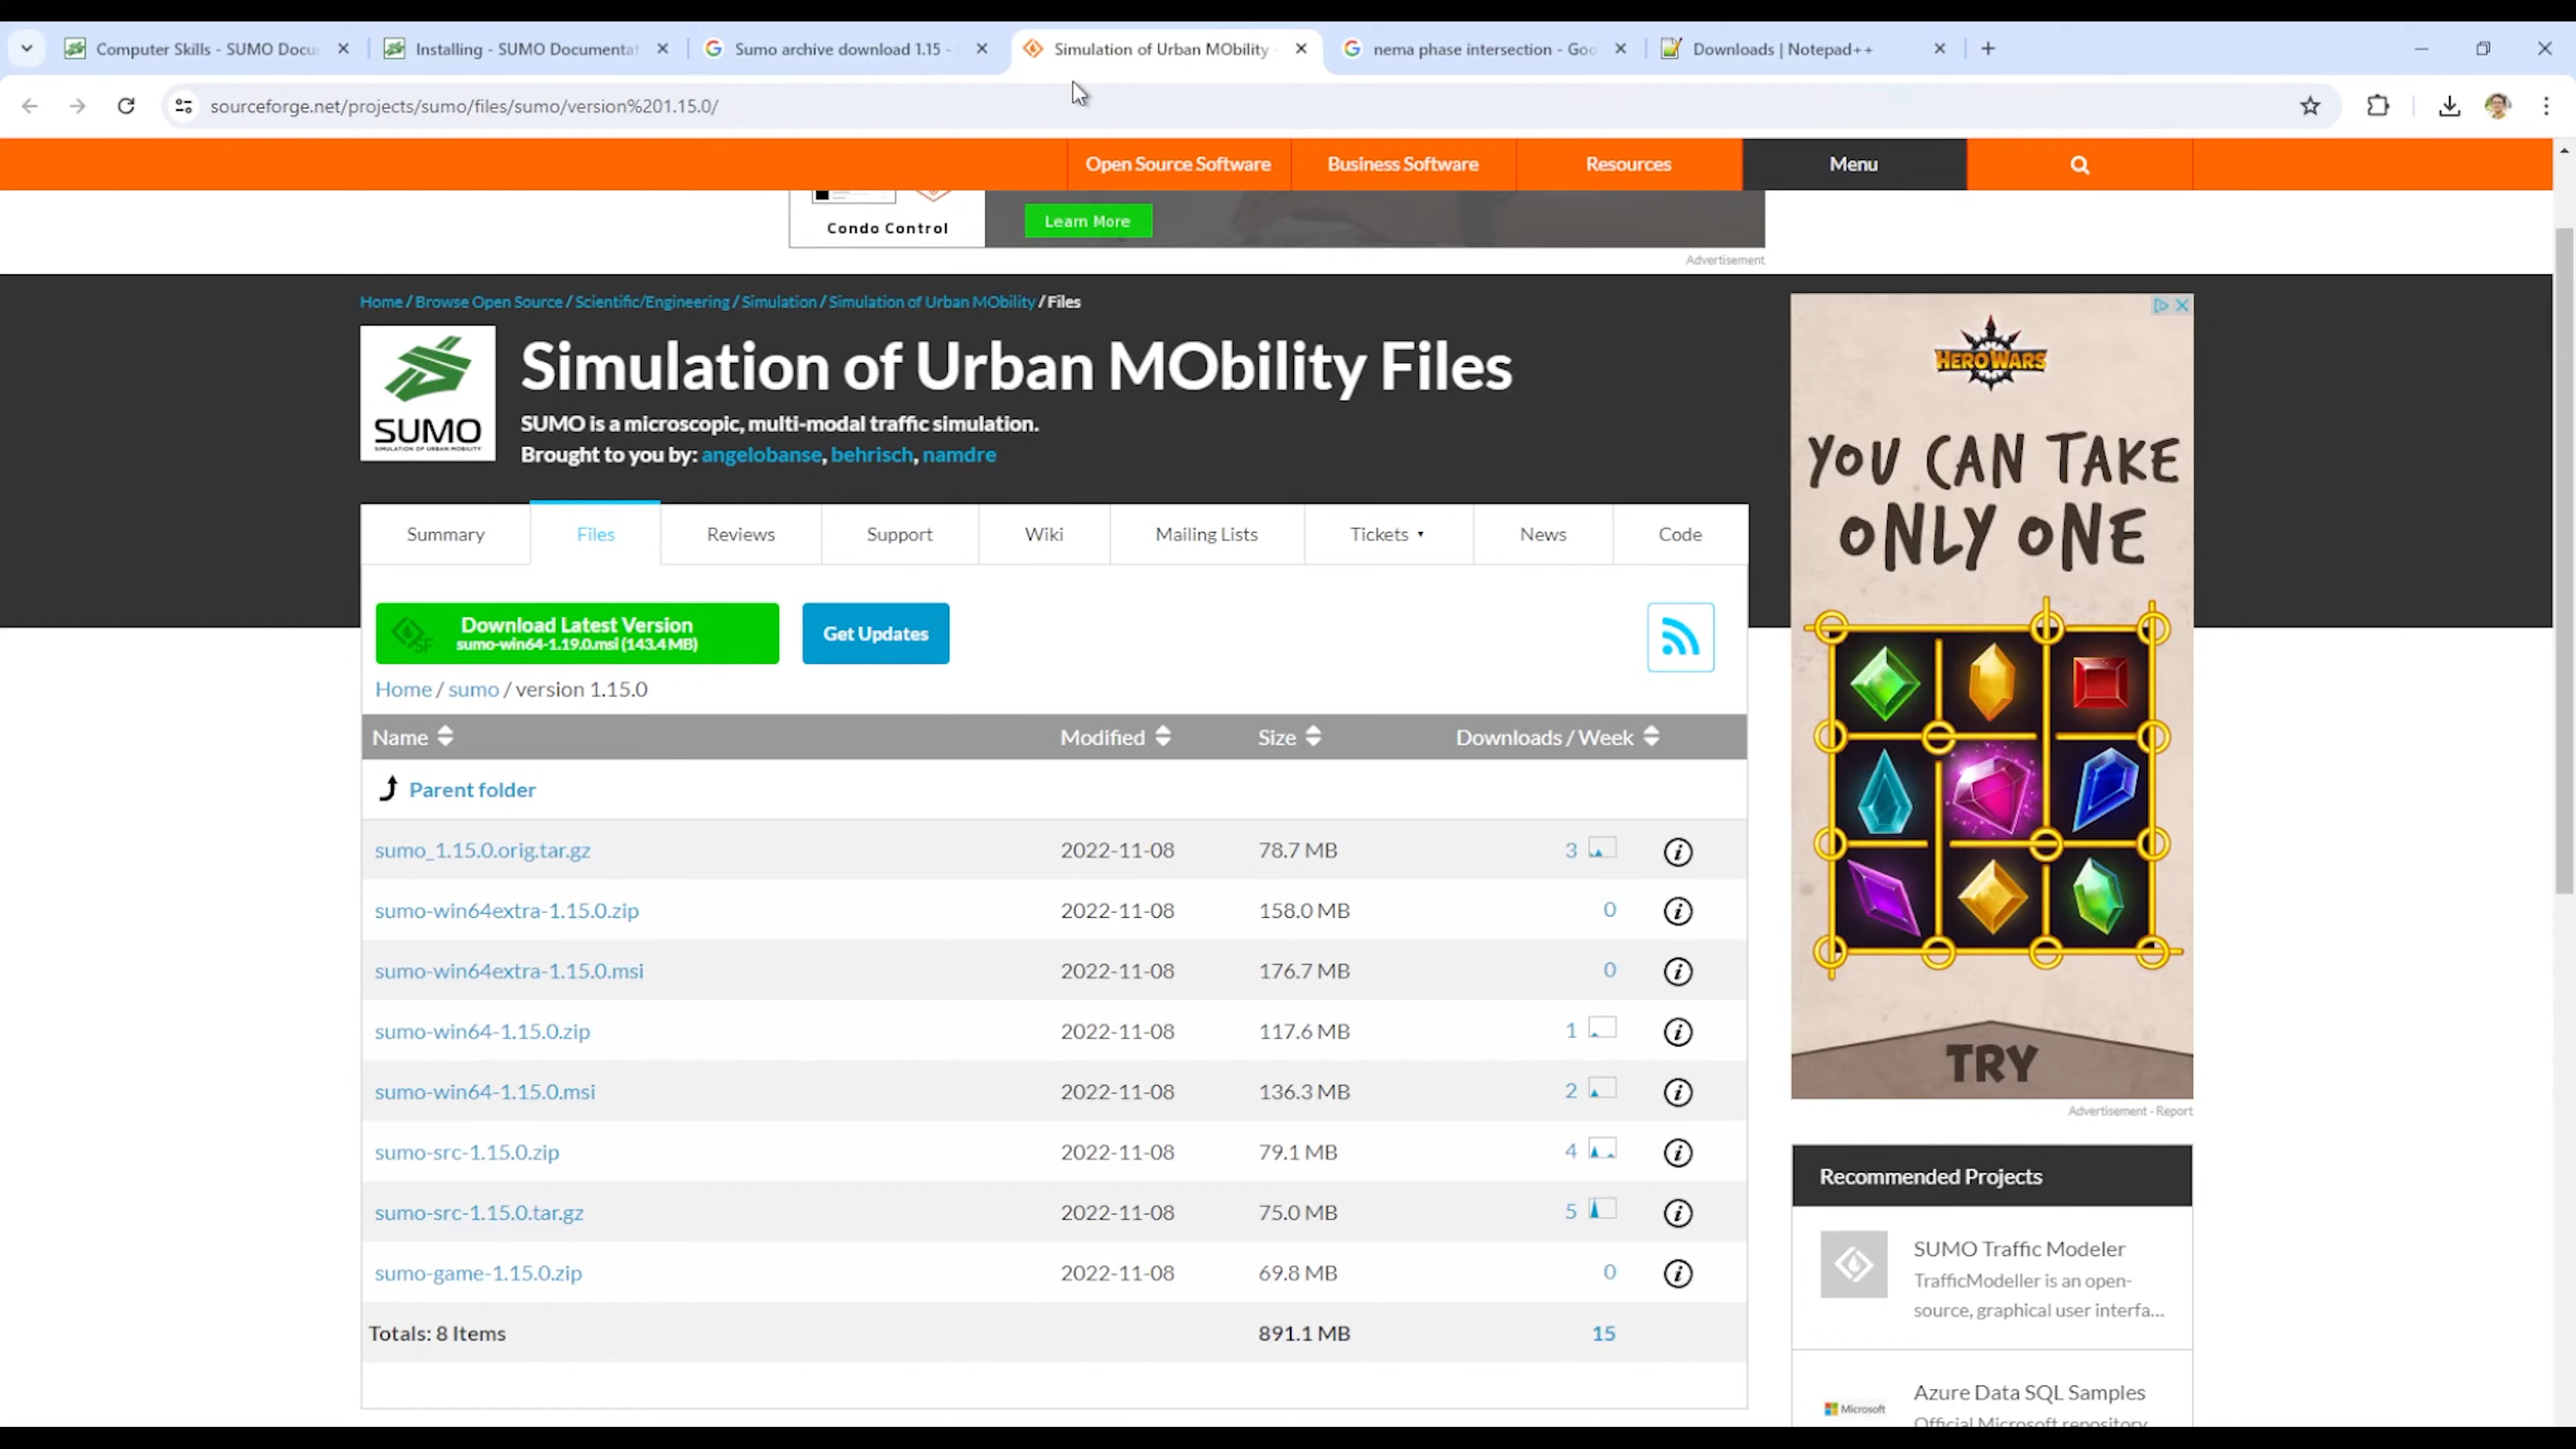 Computer Skills - SUMO Docu
Installing - SUMO Documentat
Sumo archive download 1.15 -
Simulation of Urban MObility -
nema phase intersection - Goo
Downloads | Notepad++
sourceforge.net/projects/sumo/files/sumo/version%201.15.0/
Open Source Software
Business Software
Resources
Menu
Condo Control
Learn More
Advertisement
Home / Browse Open Source / Scientific/Engineering / Simulation / Simulation of Urban MObility / Files
SUMO
SIMULATION OF URBAN MOBILITY
Simulation of Urban MObility Files
SUMO is a microscopic, multi-modal traffic simulation.
Brought to you by: angelobanse, behrisch, namdre
Summary
Files
Reviews
Support
Wiki
Mailing Lists
Tickets
News
Code
Download Latest Version
sumo-win64-1.19.0.msi (143.4 MB)
SF
Get Updates
Home / sumo / version 1.15.0
Name Modified Size Downloads / Week
Parent folder
sumo_1.15.0.orig.tar.gz 2022-11-08 78.7 MB 3 i
sumo-win64extra-1.15.0.zip 2022-11-08 158.0 MB 0 i
sumo-win64extra-1.15.0.msi 2022-11-08 176.7 MB 0 i
sumo-win64-1.15.0.zip 2022-11-08 117.6 MB 1 i
sumo-win64-1.15.0.msi 2022-11-08 136.3 MB 2 i
sumo-src-1.15.0.zip 2022-11-08 79.1 MB 4 i
sumo-src-1.15.0.tar.gz 2022-11-08 75.0 MB 5 i
sumo-game-1.15.0.zip 2022-11-08 69.8 MB 0 i
Totals: 8 Items 891.1 MB 15
HERO WARS
YOU CAN TAKE
ONLY ONE
TRY
Advertisement - Report
Recommended Projects
SUMO Traffic Modeler
TrafficModeller is an open-
source, graphical user interfa...
Azure Data SQL Samples
Microsoft
Official Microsoft repository